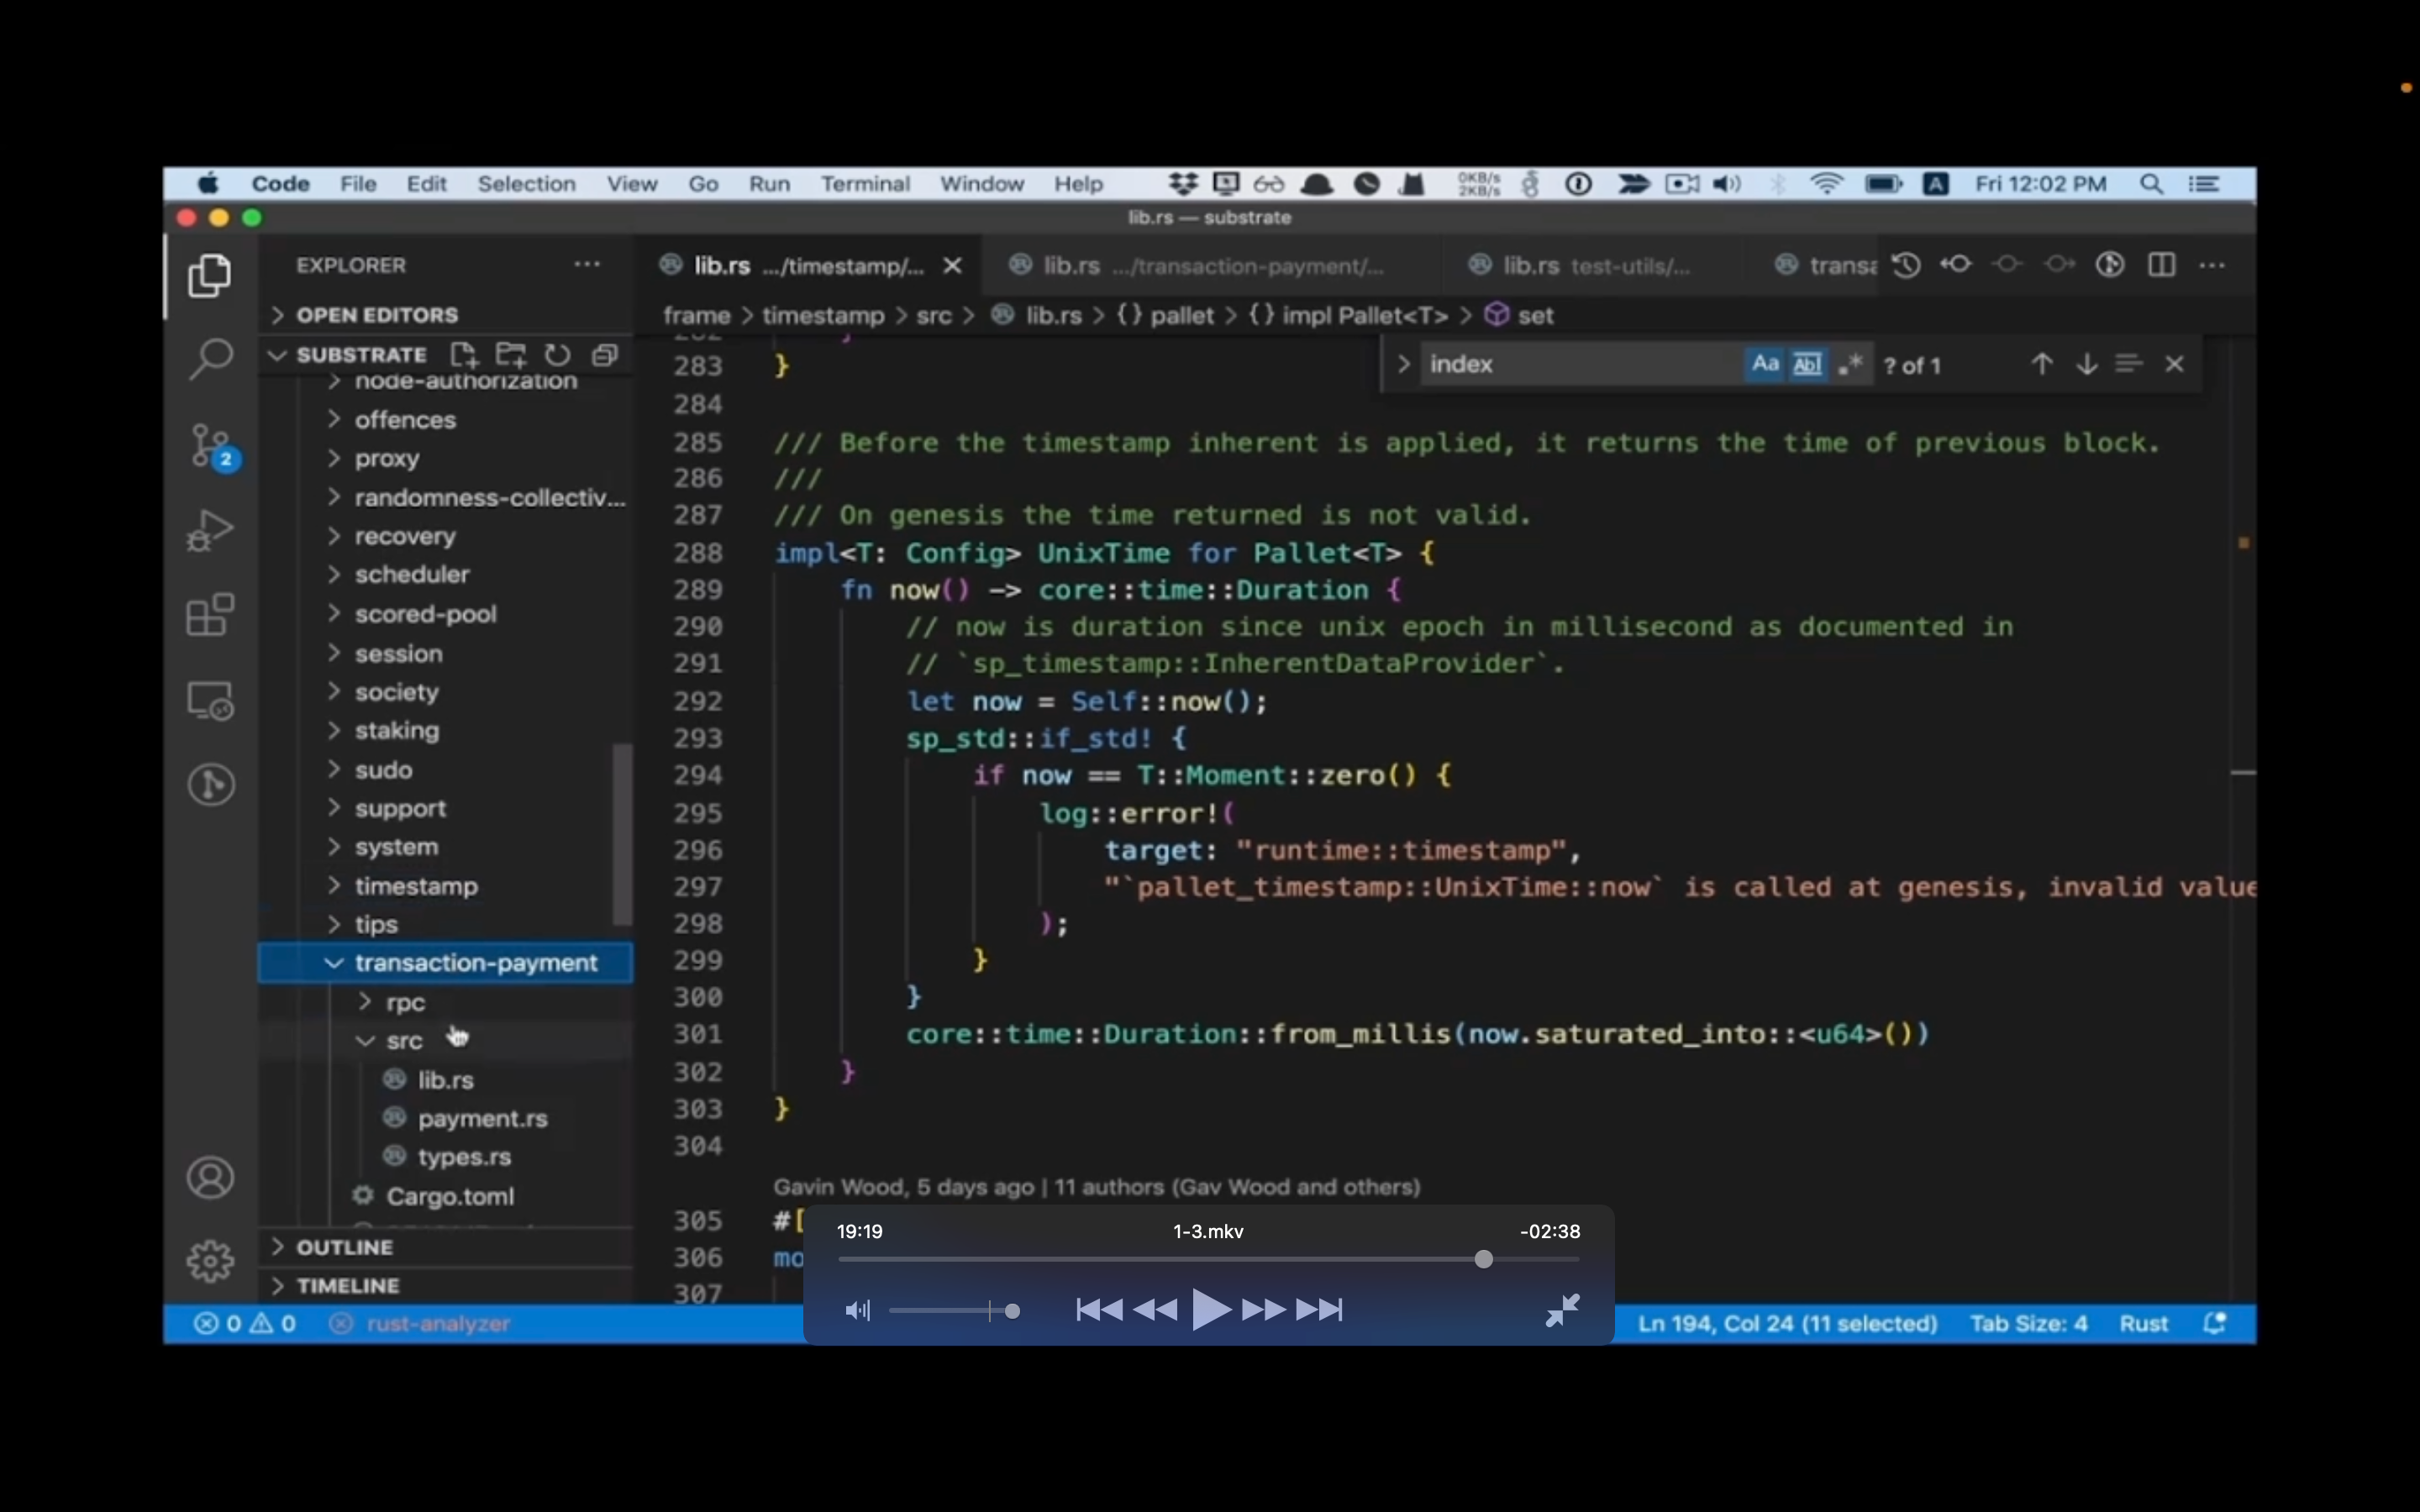 Code File Edit Selection View Go Run Terminal Window Help 0KB/s 2KB/s A Fri 12:02 PM
lib.rs — substrate
EXPLORER
OPEN EDITORS
SUBSTRATE
node-authorization
offences
proxy
randomness-collectiv...
recovery
scheduler
scored-pool
session
society
staking
sudo
support
system
timestamp
tips
transaction-payment
rpc
src
lib.rs
payment.rs
types.rs
Cargo.toml
OUTLINE
TIMELINE
2
lib.rs .../timestamp/... lib.rs .../transaction-payment/... lib.rs test-utils/... transa
frame > timestamp > src > lib.rs > {} pallet > {} impl Pallet<T> > set
index Aa Abl .* ? of 1
283 }
284
285 /// Before the timestamp inherent is applied, it returns the time of previous block.
286 ///
287 /// On genesis the time returned is not valid.
288 impl<T: Config> UnixTime for Pallet<T> {
289 fn now() -> core::time::Duration {
290 // now is duration since unix epoch in millisecond as documented in
291 // `sp_timestamp::InherentDataProvider`.
292 let now = Self::now();
293 sp_std::if_std! {
294 if now == T::Moment::zero() {
295 log::error!(
296 target: "runtime::timestamp",
297 "`pallet_timestamp::UnixTime::now` is called at genesis, invalid value
298 );
299 }
300 }
301 core::time::Duration::from_millis(now.saturated_into::<u64>())
302 }
303 }
304
Gavin Wood, 5 days ago | 11 authors (Gav Wood and others)
305 #[
306 mo
307
19:19 1-3.mkv -02:38
0 0 rust-analyzer Ln 194, Col 24 (11 selected) Tab Size: 4 Rust